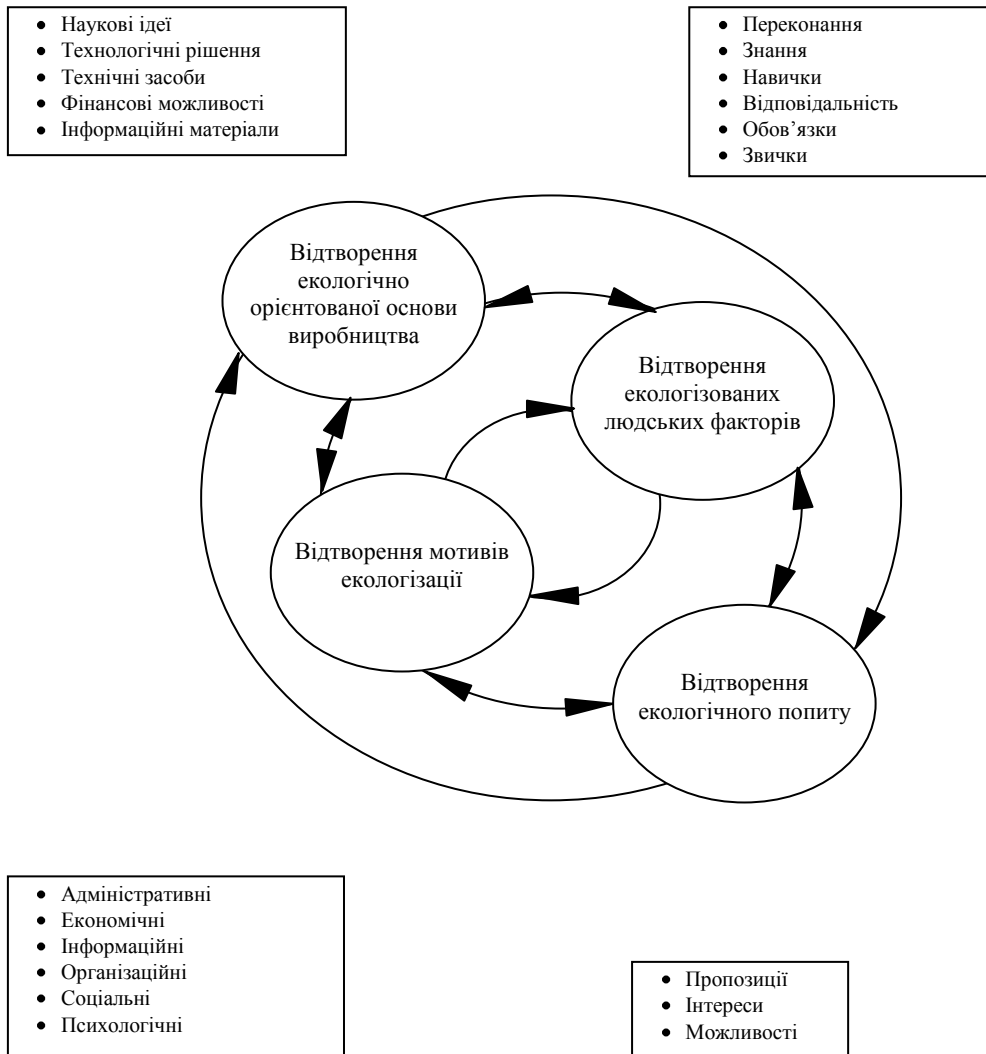 • Наукові ідеї
• Технологічні рішення
• Технічні засоби
• Фінансові можливості
• Інформаційні матеріали
• Переконання
• Знання
• Навички
• Відповідальність
• Обов’язки
• Звички
Відтворення
екологічно
орієнтованої основи
виробництва
Відтворення
екологізованих
людських факторів
Відтворення мотивів
екологізації
Відтворення
екологічного попиту
• Адміністративні
• Економічні
• Інформаційні
• Організаційні
• Соціальні
• Психологічні
• Пропозиції
• Інтереси
• Можливості